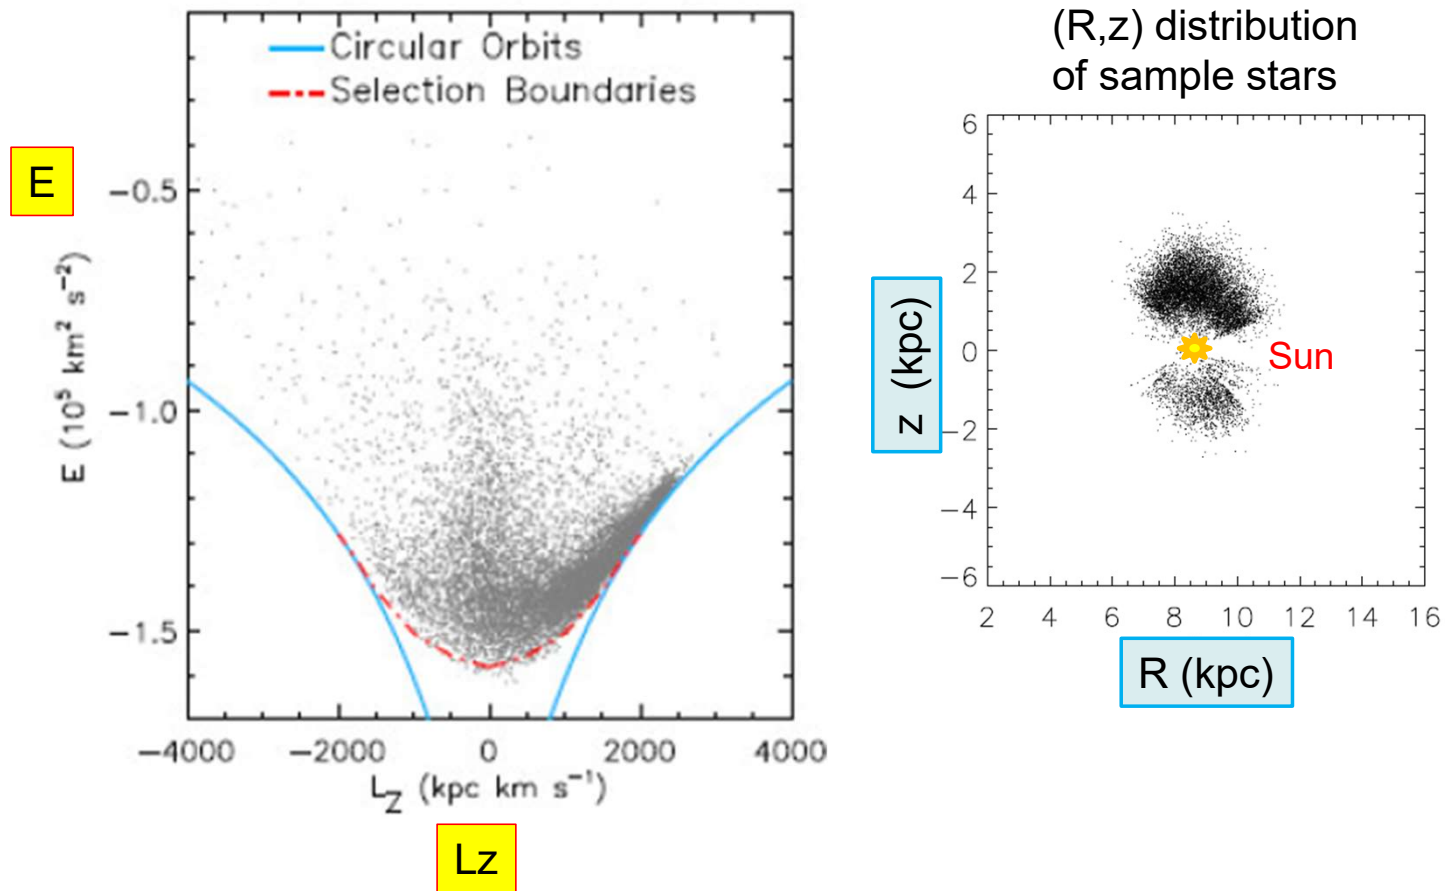 Circular Orbits
Selection Boundaries
E
E (10⁵ km² s⁻²)
−0.5
−1.0
−1.5
−4000 −2000 0 2000 4000
L_Z (kpc km s⁻¹)
Lz
(R,z) distribution
of sample stars
6
4
2
0
−2
−4
−6
z (kpc)
Sun
2 4 6 8 10 12 14 16
R (kpc)